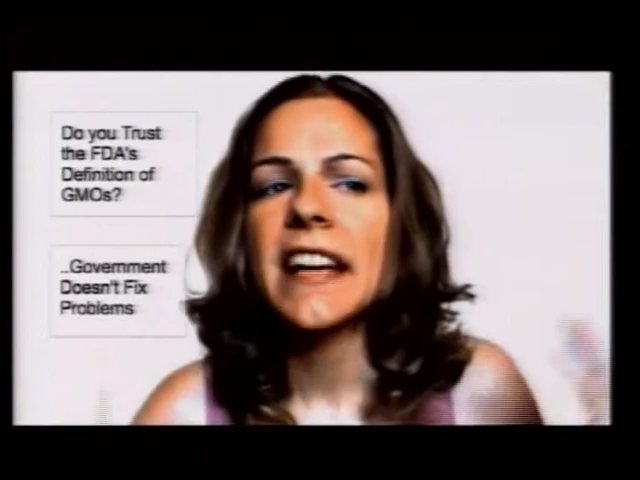 Do you Trust
the FDA's
Definition of
GMOs?
..Government
Doesn't Fix
Problems